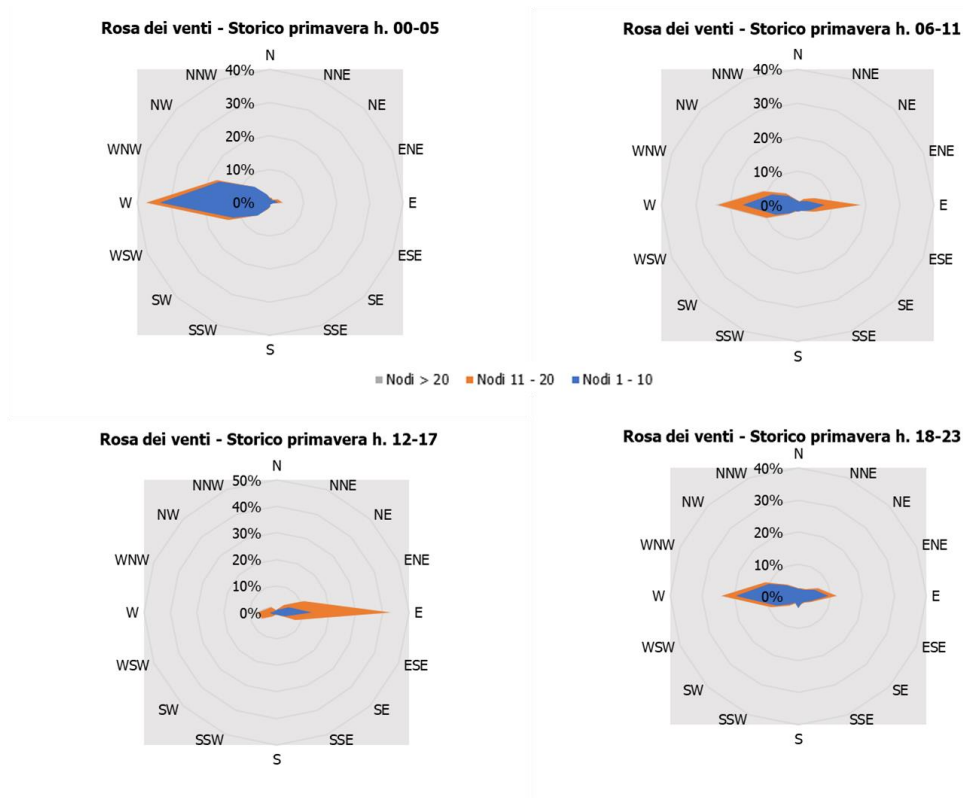 Rosa dei venti - Storico primavera h. 00-05
N
NNW NNE
40%
NW NE
30%
20%
WNW ENE
10%
W 0% E
WSW ESE
SW SE
SSW SSE
S
Rosa dei venti - Storico primavera h. 06-11
N
40%
NNW NNE
NW NE
30%
20%
WNW ENE
10%
W 0% E
WSW ESE
SW SE
SSW SSE
S
Nodi > 20 Nodi 11 - 20 Nodi 1 - 10
Rosa dei venti - Storico primavera h. 12-17
N
50%
NNW NNE
40%
NW NE
30%
20%
WNW ENE
10%
W 0% E
WSW ESE
SW SE
SSW SSE
S
Rosa dei venti - Storico primavera h. 18-23
N
40%
NNW NNE
NW NE
30%
20%
WNW ENE
10%
W 0% E
WSW ESE
SW SE
SSW SSE
S